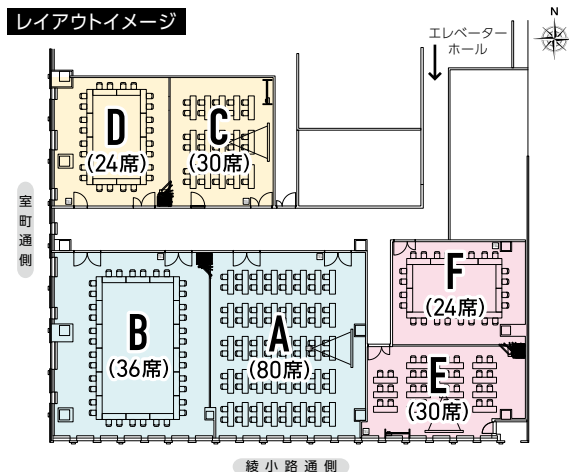 レイアウトイメージ
N
エレベーター
ホール
D
(24席)
C
(30席)
室町通側
F
(24席)
B
(36席)
A
(80席)
E
(30席)
綾小路通側